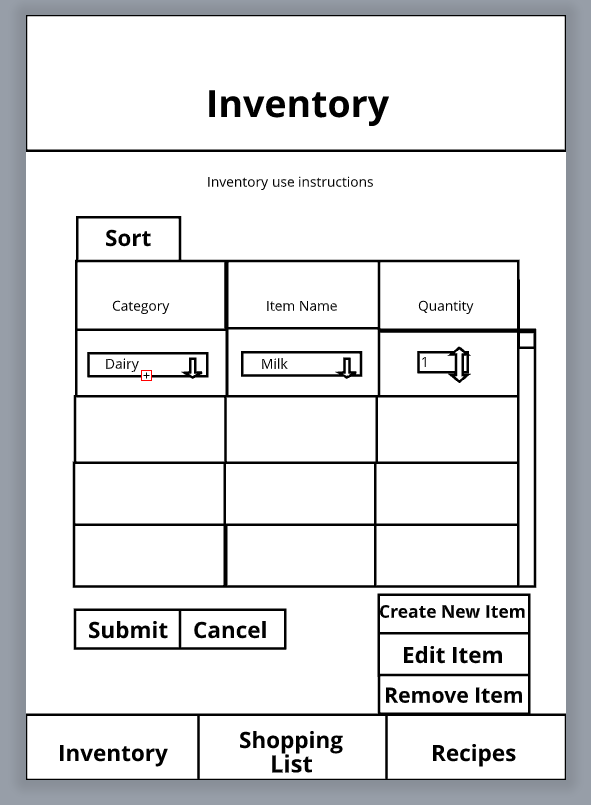 Inventory
Inventory use instructions
Sort
Category Item Name Quantity
Dairy Milk 1
Submit Cancel
Create New Item
Edit Item
Remove Item
Inventory
Shopping
List
Recipes